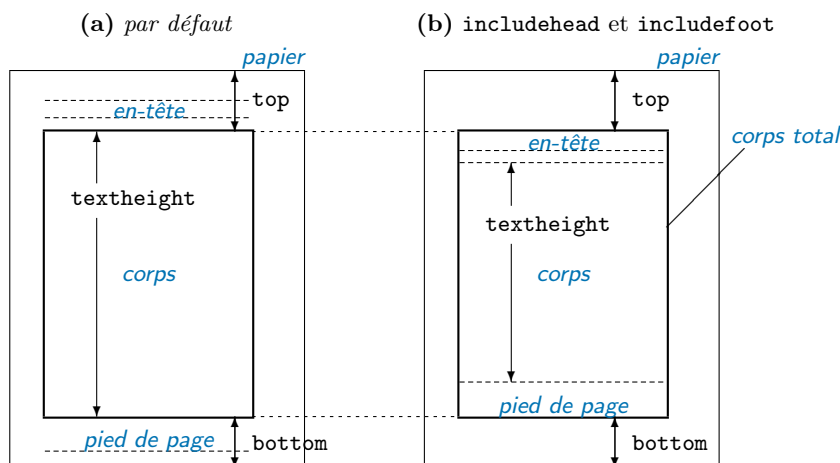 (a) par défaut
(b) includehead et includefoot
papier
papier
top
top
en-tête
en-tête
corps total
textheight
textheight
corps
corps
pied de page
pied de page
bottom
bottom